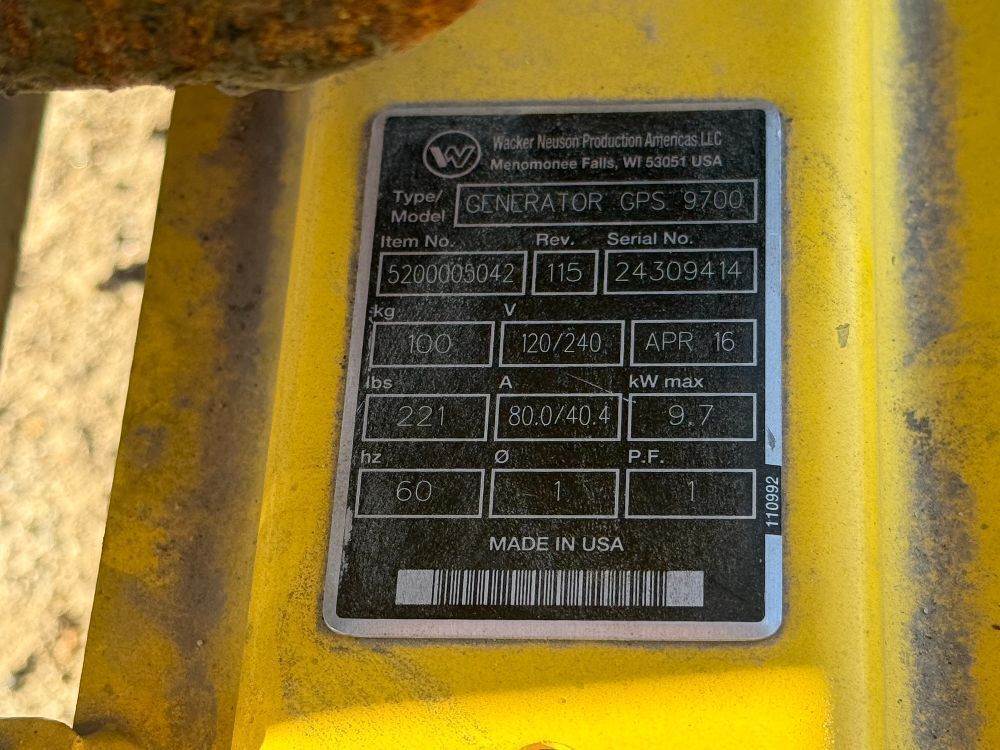 W
Wacker Neuson Production Americas, LLC
Menomonee Falls, WI 53051 USA
Type/
Model
GENERATOR GPS 9700
Item No. Rev. Serial No.
5200005042 115 24309414
kg V
100 120/240 APR 16
lbs A kW max
221 80.0/40.4 9.7
hz Ø P.F.
60 1 1
110992
MADE IN USA